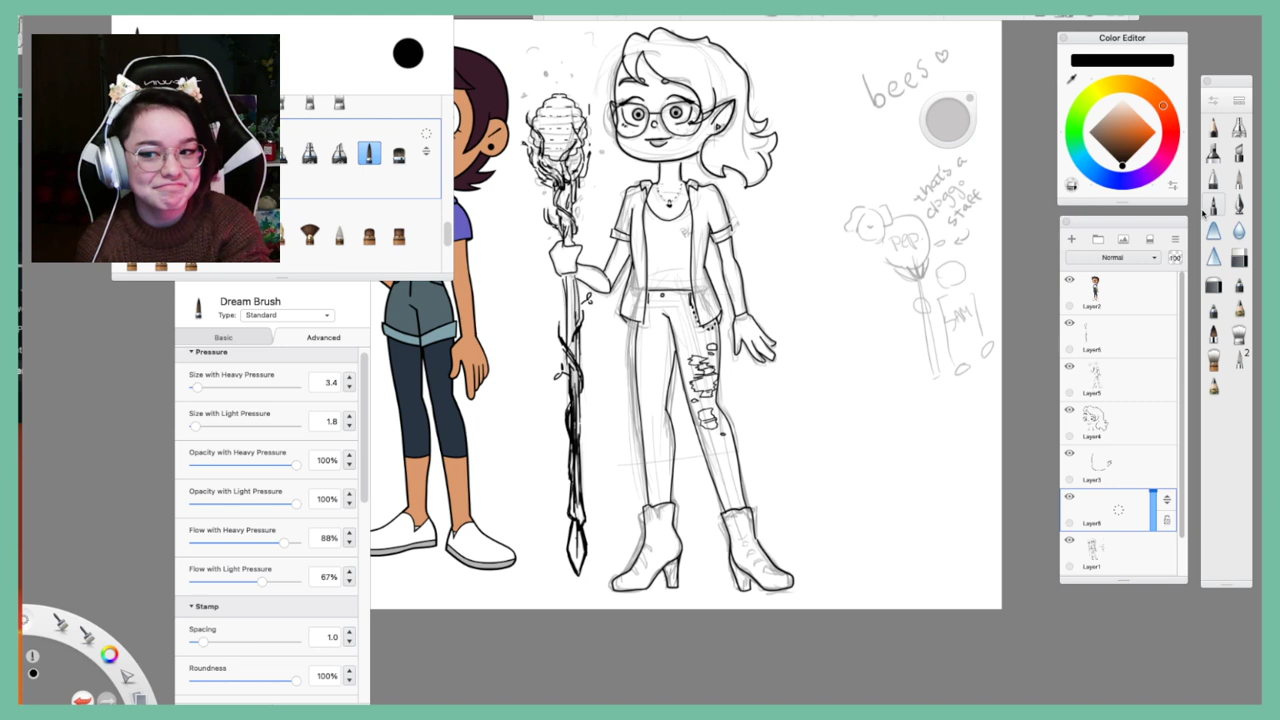 Dream Brush
Type: Standard
Basic
Advanced
Pressure
Size with Heavy Pressure
3.4
Size with Light Pressure
1.8
Opacity with Heavy Pressure
100%
Opacity with Light Pressure
100%
Flow with Heavy Pressure
88%
Flow with Light Pressure
67%
Stamp
Spacing
1.0
Roundness
100%
bees
that's a
doggo
staff
pep.
SAM
Color Editor
Normal
Layer2
Layer6
Layer5
Layer4
Layer3
Layer8
Layer1
2